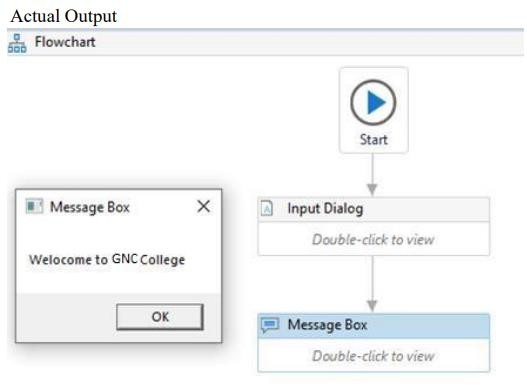 Actual Output
Flowchart
Start
Message Box
Welocome to GNC College
OK
Input Dialog
Double-click to view
Message Box
Double-click to view